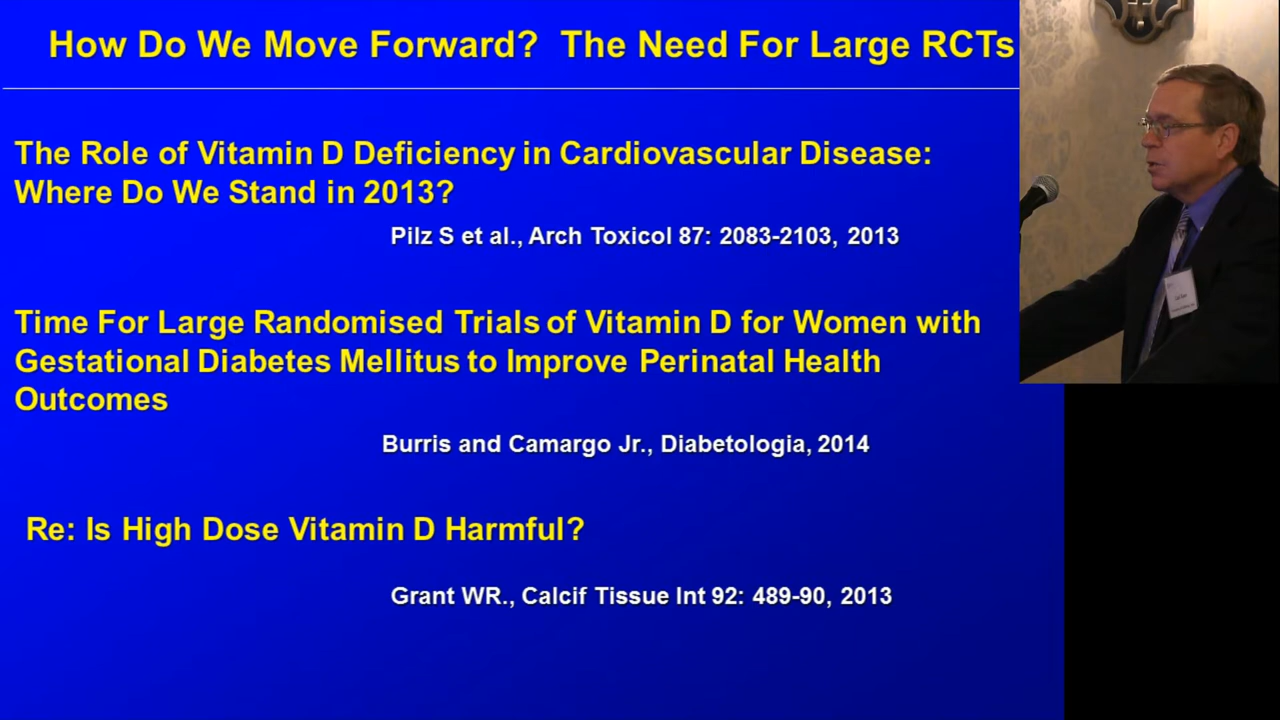 How Do We Move Forward? The Need For Large RCTs
The Role of Vitamin D Deficiency in Cardiovascular Disease:
Where Do We Stand in 2013?
Pilz S et al., Arch Toxicol 87: 2083-2103, 2013
Time For Large Randomised Trials of Vitamin D for Women with
Gestational Diabetes Mellitus to Improve Perinatal Health
Outcomes
Burris and Camargo Jr., Diabetologia, 2014
Re: Is High Dose Vitamin D Harmful?
Grant WR., Calcif Tissue Int 92: 489-90, 2013